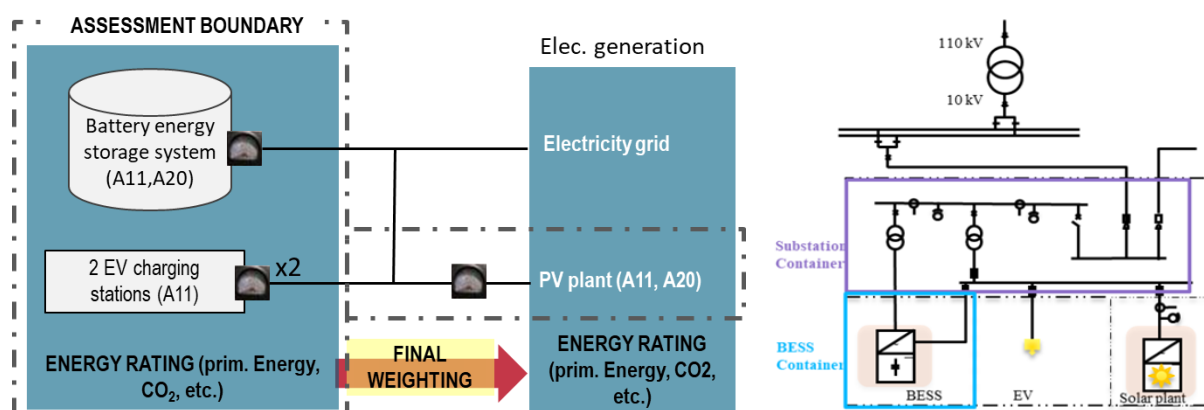 ASSESSMENT BOUNDARY
Battery energy
storage system
(A11,A20)
2 EV charging
stations (A11)
x2
ENERGY RATING (prim. Energy,
CO₂, etc.)
FINAL
WEIGHTING
Elec. generation
Electricity grid
PV plant (A11, A20)
ENERGY RATING
(prim. Energy, CO2,
etc.)
110 kV
10 kV
Substation
Container
BESS
Container
BESS
EV
Solar plant